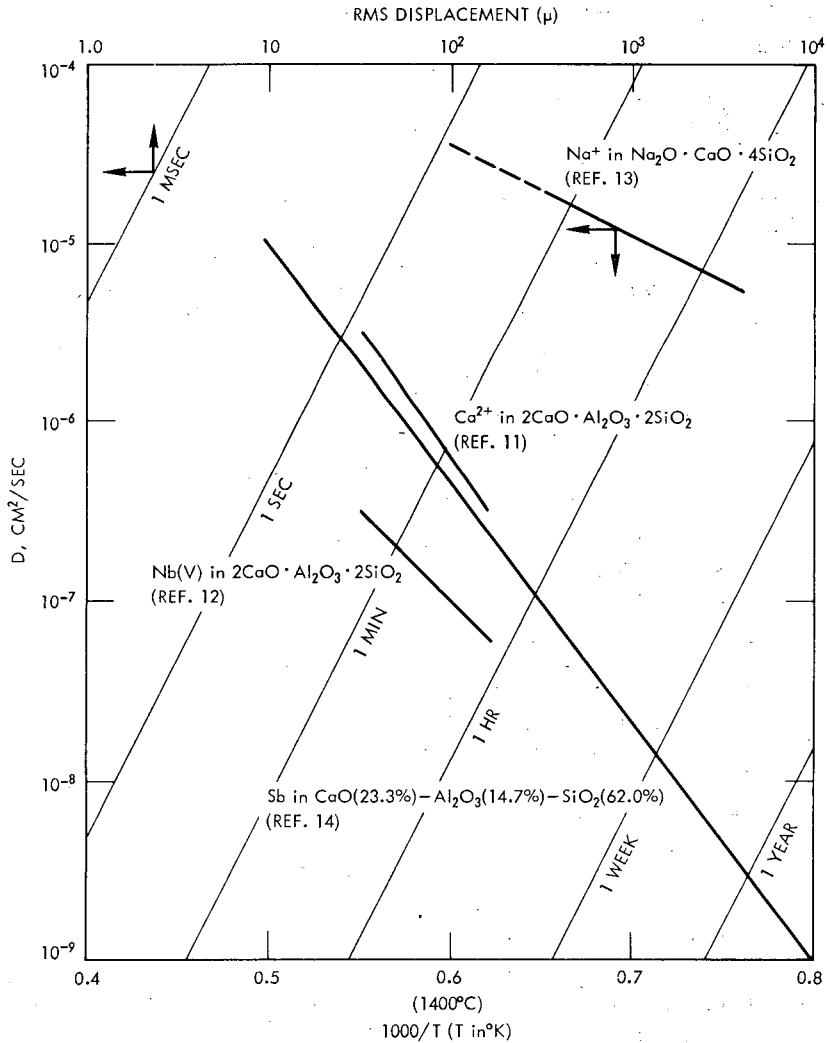 RMS DISPLACEMENT (μ)
1.0 10 10² 10³ 10⁴
10⁻⁴
1 MSEC
Na⁺ in Na₂O · CaO · 4SiO₂
(REF. 13)
10⁻⁵
10⁻⁶
Ca²⁺ in 2CaO · Al₂O₃ · 2SiO₂
(REF. 11)
D, CM²/SEC
1 SEC
Nb(V) in 2CaO · Al₂O₃ · 2SiO₂
(REF. 12)
10⁻⁷
1 MIN
1 HR
10⁻⁸
Sb in CaO(23.3%)–Al₂O₃(14.7%)–SiO₂(62.0%)
(REF. 14)
1 WEEK
1 YEAR
10⁻⁹
0.4 0.5 0.6 0.7 0.8
(1400°C)
1000/T (T in°K)